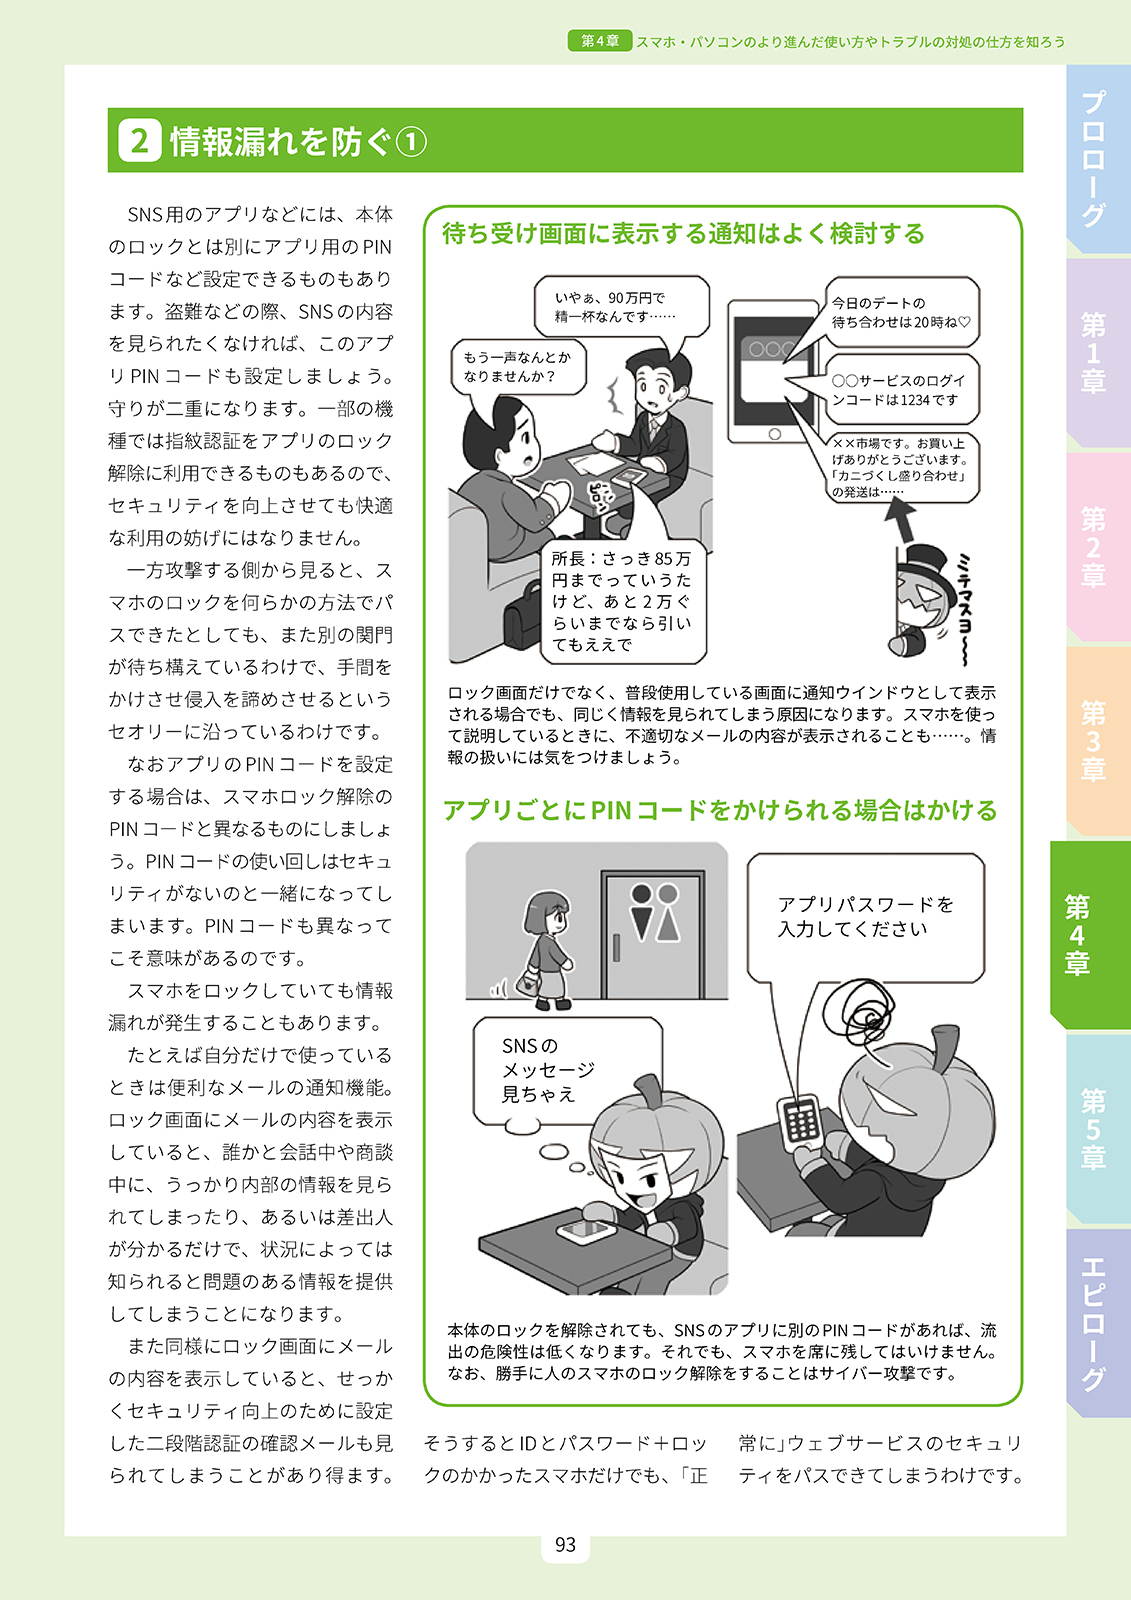 第4章 スマホ・パソコンのより進んだ使い方やトラブルの対処の仕方を知ろう
2 情報漏れを防ぐ①
SNS用のアプリなどには、本体
のロックとは別にアプリ用のPIN
コードなど設定できるものもあり
ます。盗難などの際、SNSの内容
を見られたくなければ、このアプ
リPINコードも設定しましょう。
守りが二重になります。一部の機
種では指紋認証をアプリのロック
解除に利用できるものもあるので、
セキュリティを向上させても快適
な利用の妨げにはなりません。
一方攻撃する側から見ると、ス
マホのロックを何らかの方法でパ
スできたとしても、また別の関門
が待ち構えているわけで、手間を
かけさせ侵入を諦めさせるという
セオリーに沿っているわけです。
なおアプリのPINコードを設定
する場合は、スマホロック解除の
PINコードと異なるものにしましょ
う。PINコードの使い回しはセキュ
リティがないのと一緒になってし
まいます。PINコードも異なって
こそ意味があるのです。
スマホをロックしていても情報
漏れが発生することもあります。
たとえば自分だけで使っている
ときは便利なメールの通知機能。
ロック画面にメールの内容を表示
していると、誰かと会話中や商談
中に、うっかり内部の情報を見ら
れてしまったり、あるいは差出人
が分かるだけで、状況によっては
知られると問題のある情報を提供
してしまうことになります。
また同様にロック画面にメール
の内容を表示していると、せっか
くセキュリティ向上のために設定
した二段階認証の確認メールも見
られてしまうことがあり得ます。
待ち受け画面に表示する通知はよく検討する
いやぁ、90万円で
精一杯なんです……
もう一声なんとか
なりませんか？
ピロン
所長：さっき85万
円までっていうた
けど、あと2万ぐ
らいまでなら引い
てもええで
○○○
今日のデートの
待ち合わせは20時ね♡
○○サービスのログイ
ンコードは1234です
××市場です。お買い上
げありがとうございます。
「カニづくし盛り合わせ」
の発送は……
ミテマスヨ〜〜
ロック画面だけでなく、普段使用している画面に通知ウインドウとして表示
される場合でも、同じく情報を見られてしまう原因になります。スマホを使っ
て説明しているときに、不適切なメールの内容が表示されることも……。情
報の扱いには気をつけましょう。
アプリごとにPINコードをかけられる場合はかける
アプリパスワードを
入力してください
SNSの
メッセージ
見ちゃえ
本体のロックを解除されても、SNSのアプリに別のPINコードがあれば、流
出の危険性は低くなります。それでも、スマホを席に残してはいけません。
なお、勝手に人のスマホのロック解除をすることはサイバー攻撃です。
そうするとIDとパスワード＋ロッ
クのかかったスマホだけでも、「正
常に」ウェブサービスのセキュリ
ティをパスできてしまうわけです。
プロローグ
第1章
第2章
第3章
第4章
第5章
エピローグ
93